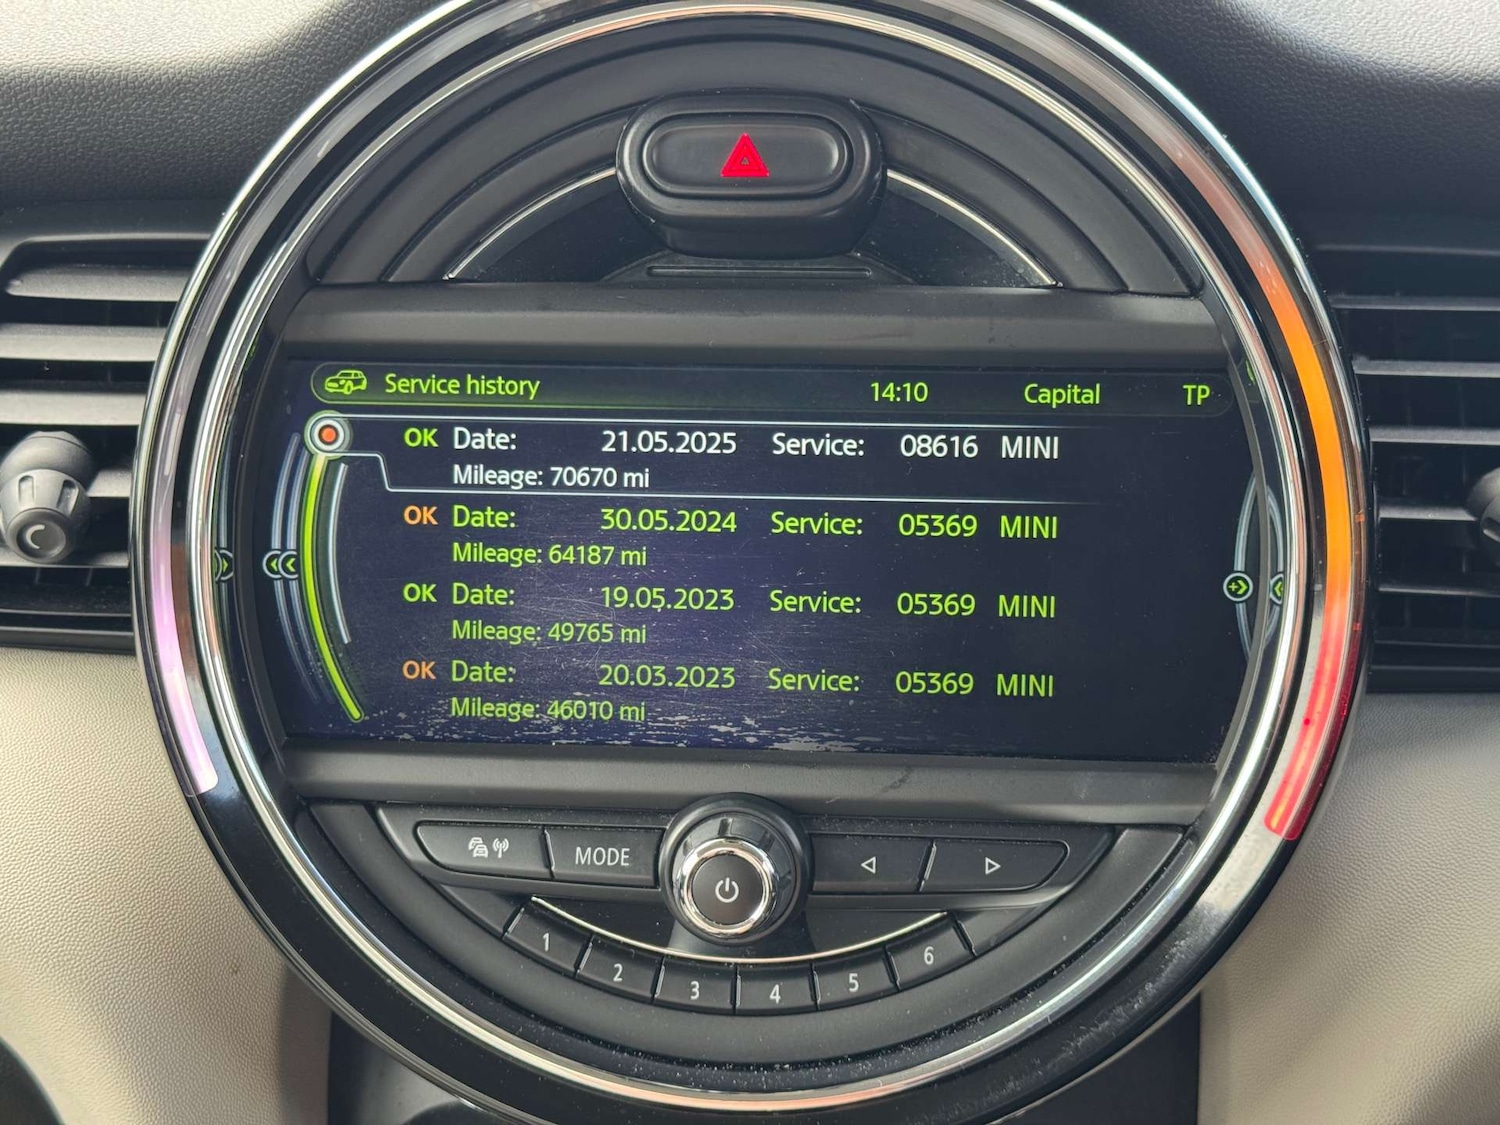 Service history 14:10 Capital TP
OK Date: 21.05.2025 Service: 08616 MINI
Mileage: 70670 mi
OK Date: 30.05.2024 Service: 05369 MINI
Mileage: 64187 mi
OK Date: 19.05.2023 Service: 05369 MINI
Mileage: 49765 mi
OK Date: 20.03.2023 Service: 05369 MINI
Mileage: 46010 mi
MODE
1 2 3 4 5 6